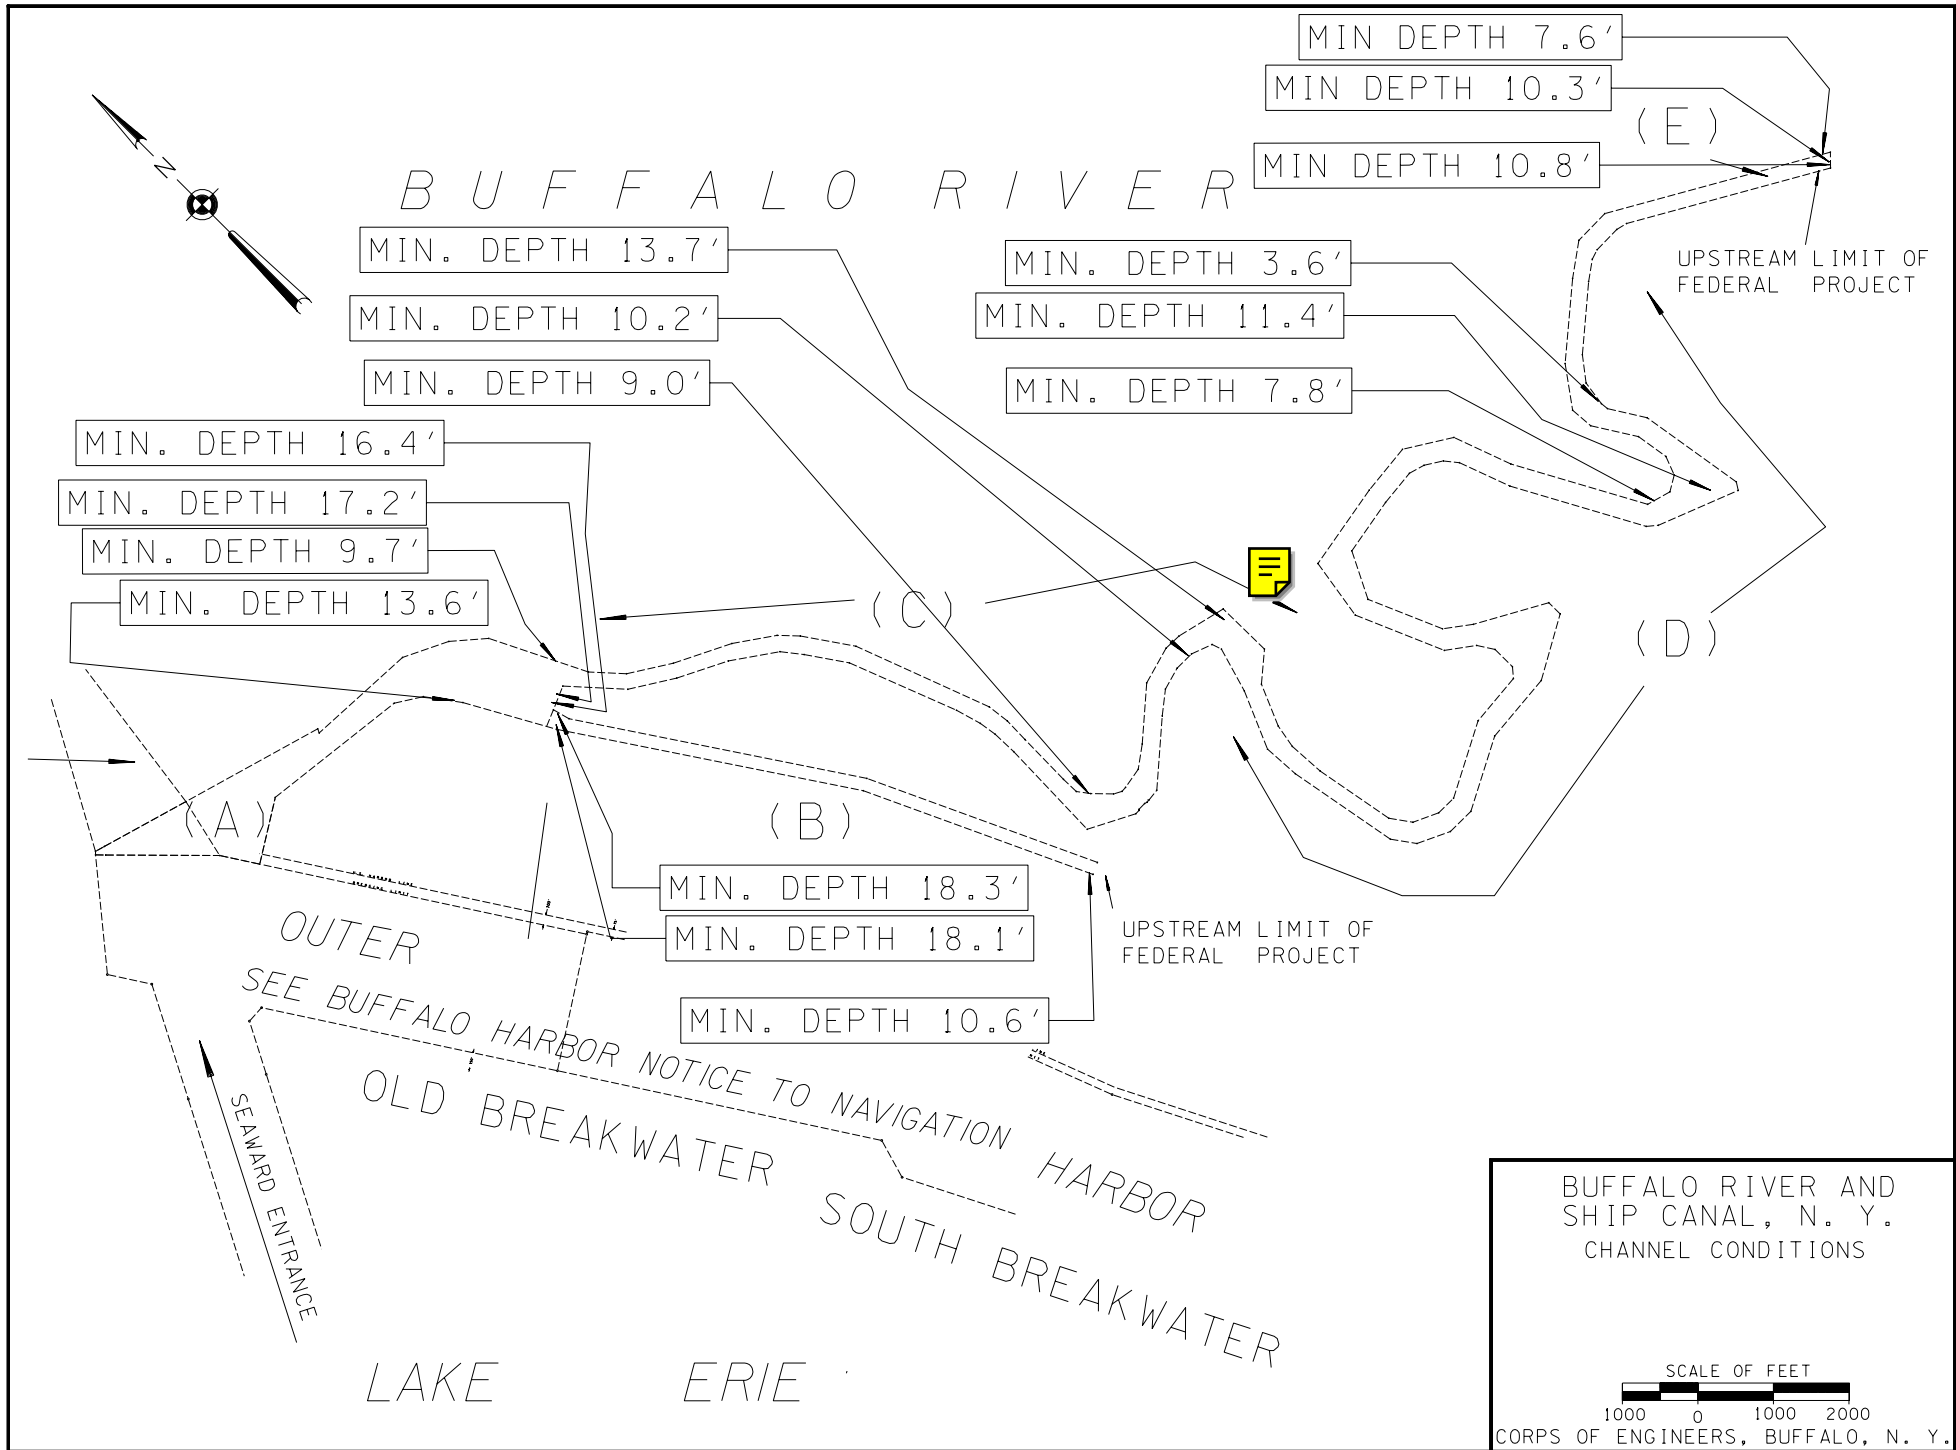 MIN DEPTH 7.6'
MIN DEPTH 10.3'
(E)
MIN DEPTH 10.8'
N
BUFFALO RIVER
MIN. DEPTH 13.7'
MIN. DEPTH 3.6'
UPSTREAM LIMIT OF
FEDERAL PROJECT
MIN. DEPTH 10.2'
MIN. DEPTH 11.4'
MIN. DEPTH 9.0'
MIN. DEPTH 7.8'
MIN. DEPTH 16.4'
MIN. DEPTH 17.2'
MIN. DEPTH 9.7'
MIN. DEPTH 13.6'
(C)
(D)
(A)
(B)
MIN. DEPTH 18.3'
MIN. DEPTH 18.1'
UPSTREAM LIMIT OF
FEDERAL PROJECT
OUTER
SEE BUFFALO HARBOR NOTICE TO NAVIGATION
MIN. DEPTH 10.6'
OLD BREAKWATER
HARBOR
SEAWARD ENTRANCE
SOUTH BREAKWATER
LAKE ERIE
BUFFALO RIVER AND
SHIP CANAL, N. Y.
CHANNEL CONDITIONS
SCALE OF FEET
1000 0 1000 2000
CORPS OF ENGINEERS, BUFFALO, N. Y.